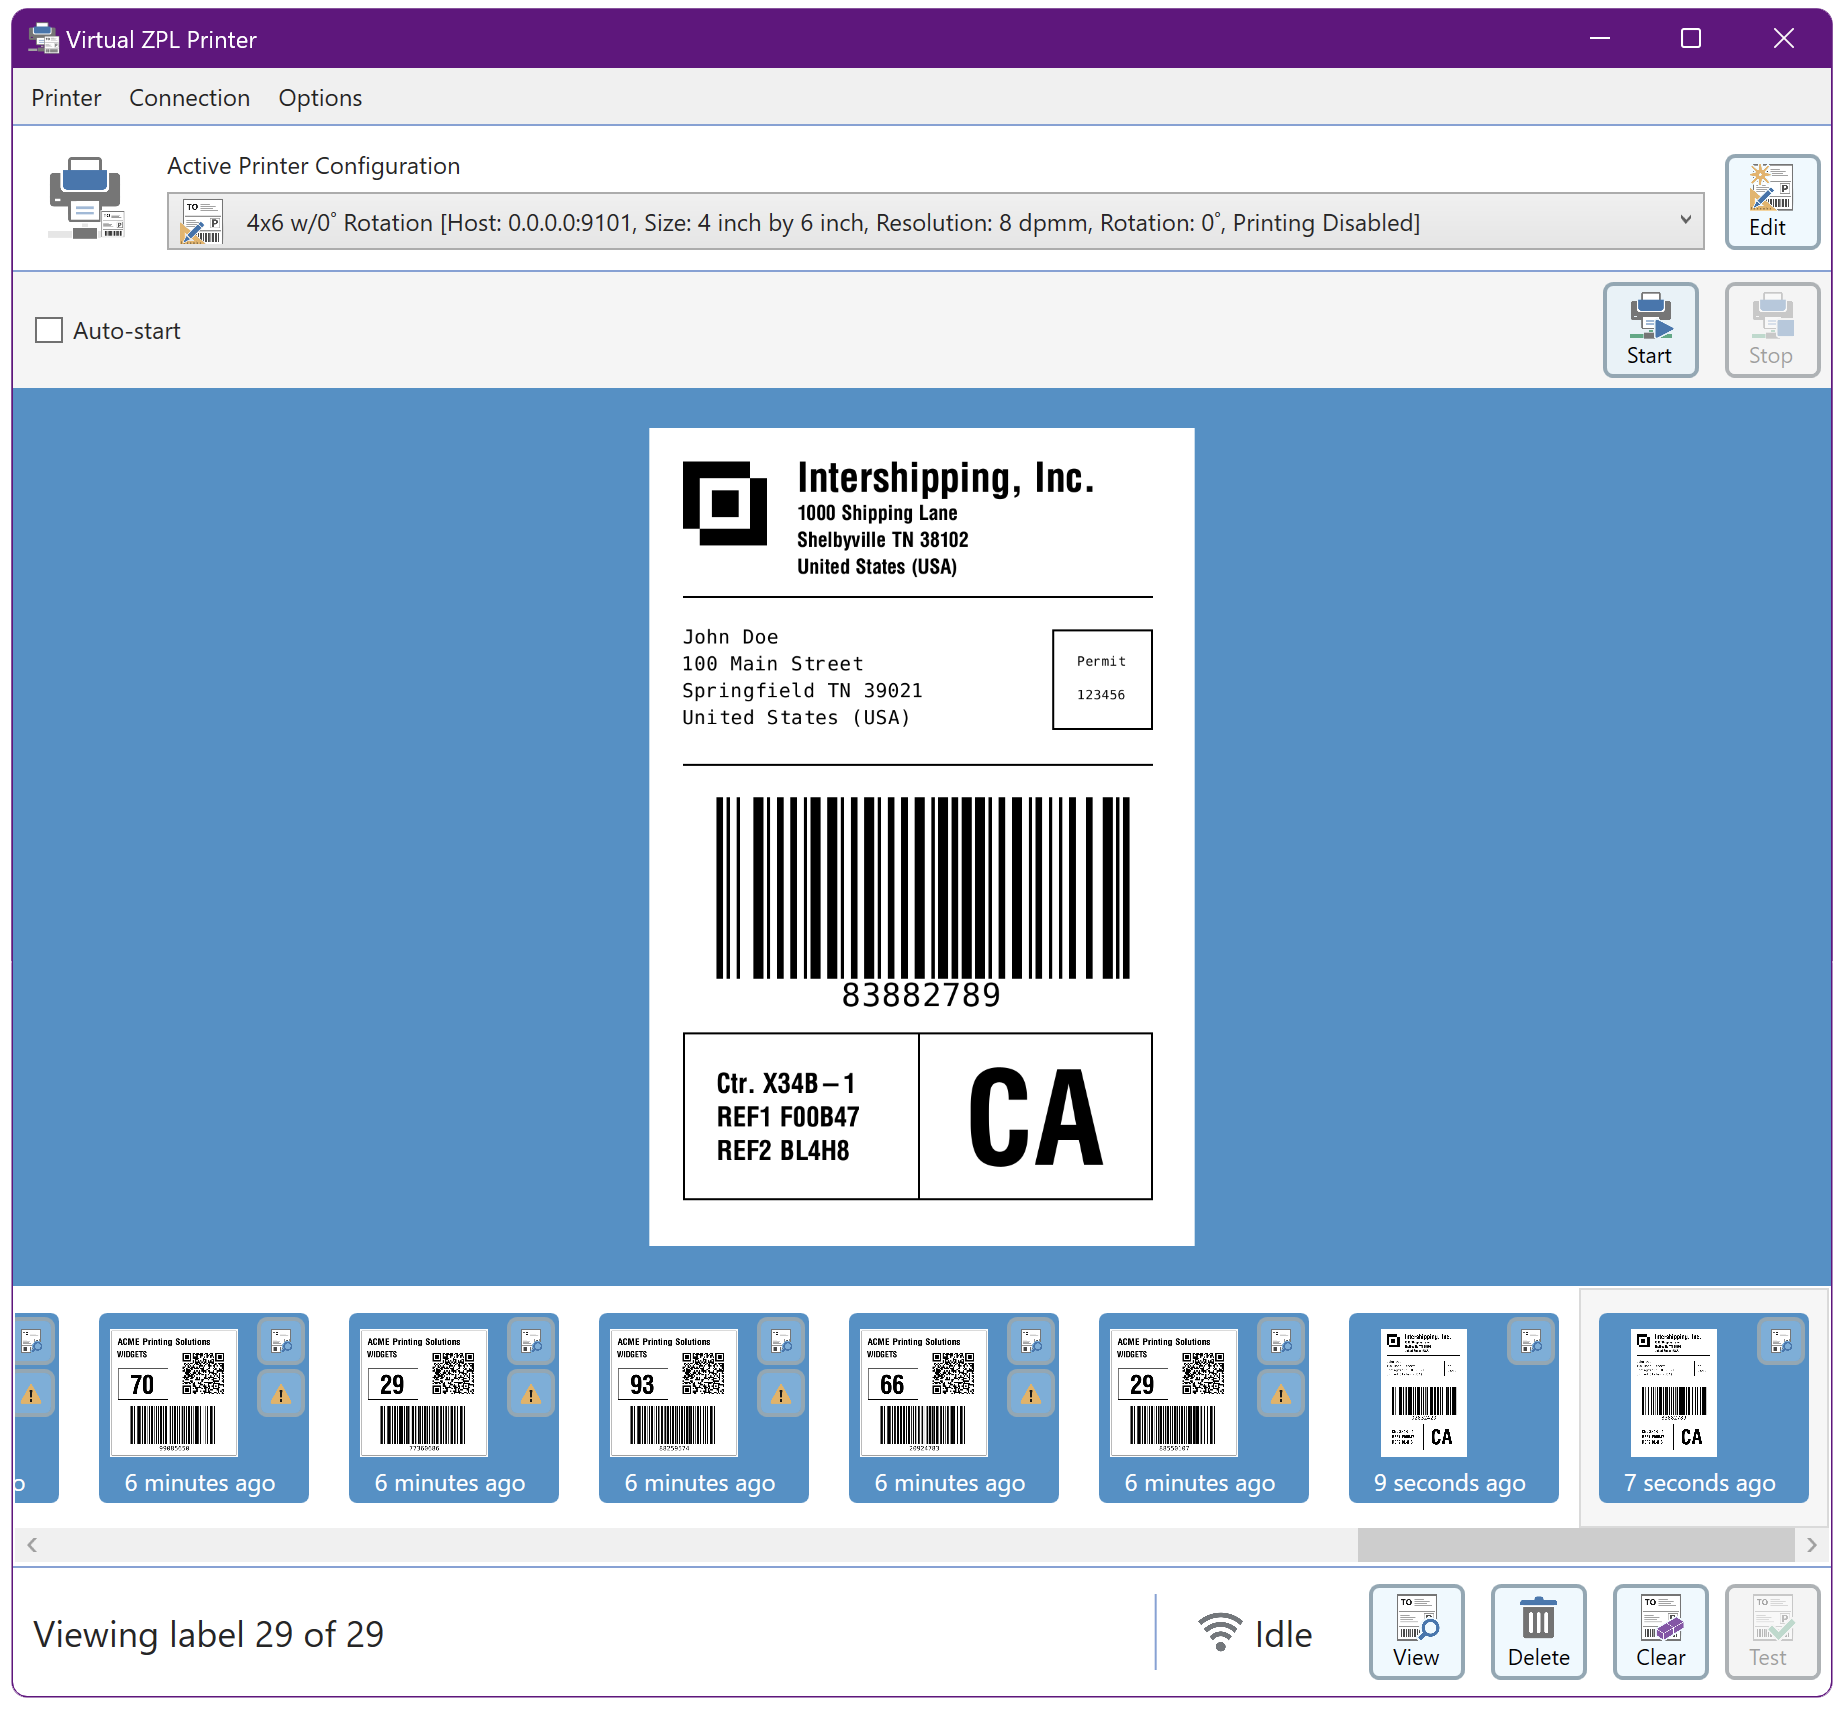 Virtual ZPL Printer
Printer Connection Options
Active Printer Configuration
4x6 w/0° Rotation [Host: 0.0.0.0:9101, Size: 4 inch by 6 inch, Resolution: 8 dpmm, Rotation: 0°, Printing Disabled]
Edit
Auto-start
Start
Stop
Intershipping, Inc.
1000 Shipping Lane
Shelbyville TN 38102
United States (USA)
John Doe
100 Main Street
Springfield TN 39021
United States (USA)
Permit
123456
83882789
Ctr. X34B-1
REF1 F00B47
REF2 BL4H8
CA
ACME Printing Solutions
WIDGETS
70
6 minutes ago
ACME Printing Solutions
WIDGETS
29
6 minutes ago
ACME Printing Solutions
WIDGETS
93
6 minutes ago
ACME Printing Solutions
WIDGETS
66
6 minutes ago
ACME Printing Solutions
WIDGETS
29
6 minutes ago
Intershipping, Inc.
CA
9 seconds ago
Intershipping, Inc.
CA
7 seconds ago
Viewing label 29 of 29
Idle
View
Delete
Clear
Test